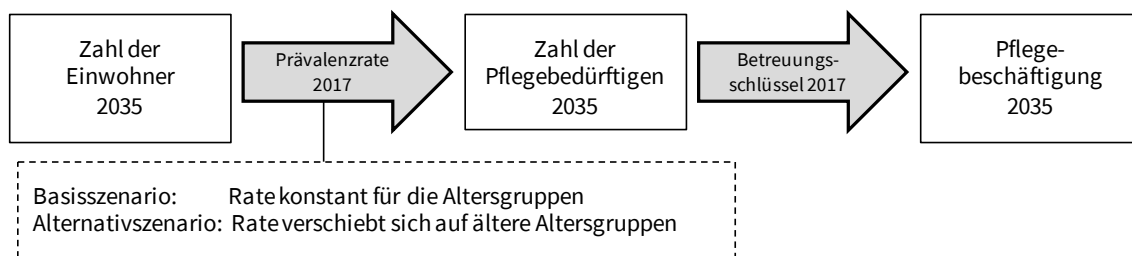 Zahl der
Einwohner
2035
Prävalenzrate
2017
Zahl der
Pflegebedürftigen
2035
Betreuungs-
schlüssel 2017
Pflege-
beschäftigung
2035
Basisszenario: Rate konstant für die Altersgruppen
Alternativszenario: Rate verschiebt sich auf ältere Altersgruppen